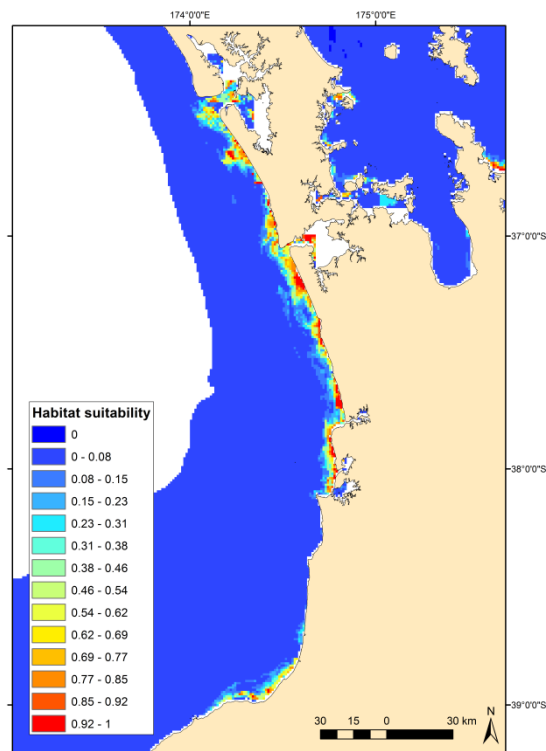 174°0'0"E 175°0'0"E
37°0'0"S
38°0'0"S
39°0'0"S
Habitat suitability
0
0 - 0.08
0.08 - 0.15
0.15 - 0.23
0.23 - 0.31
0.31 - 0.38
0.38 - 0.46
0.46 - 0.54
0.54 - 0.62
0.62 - 0.69
0.69 - 0.77
0.77 - 0.85
0.85 - 0.92
0.92 - 1
N
30 15 0 30 km